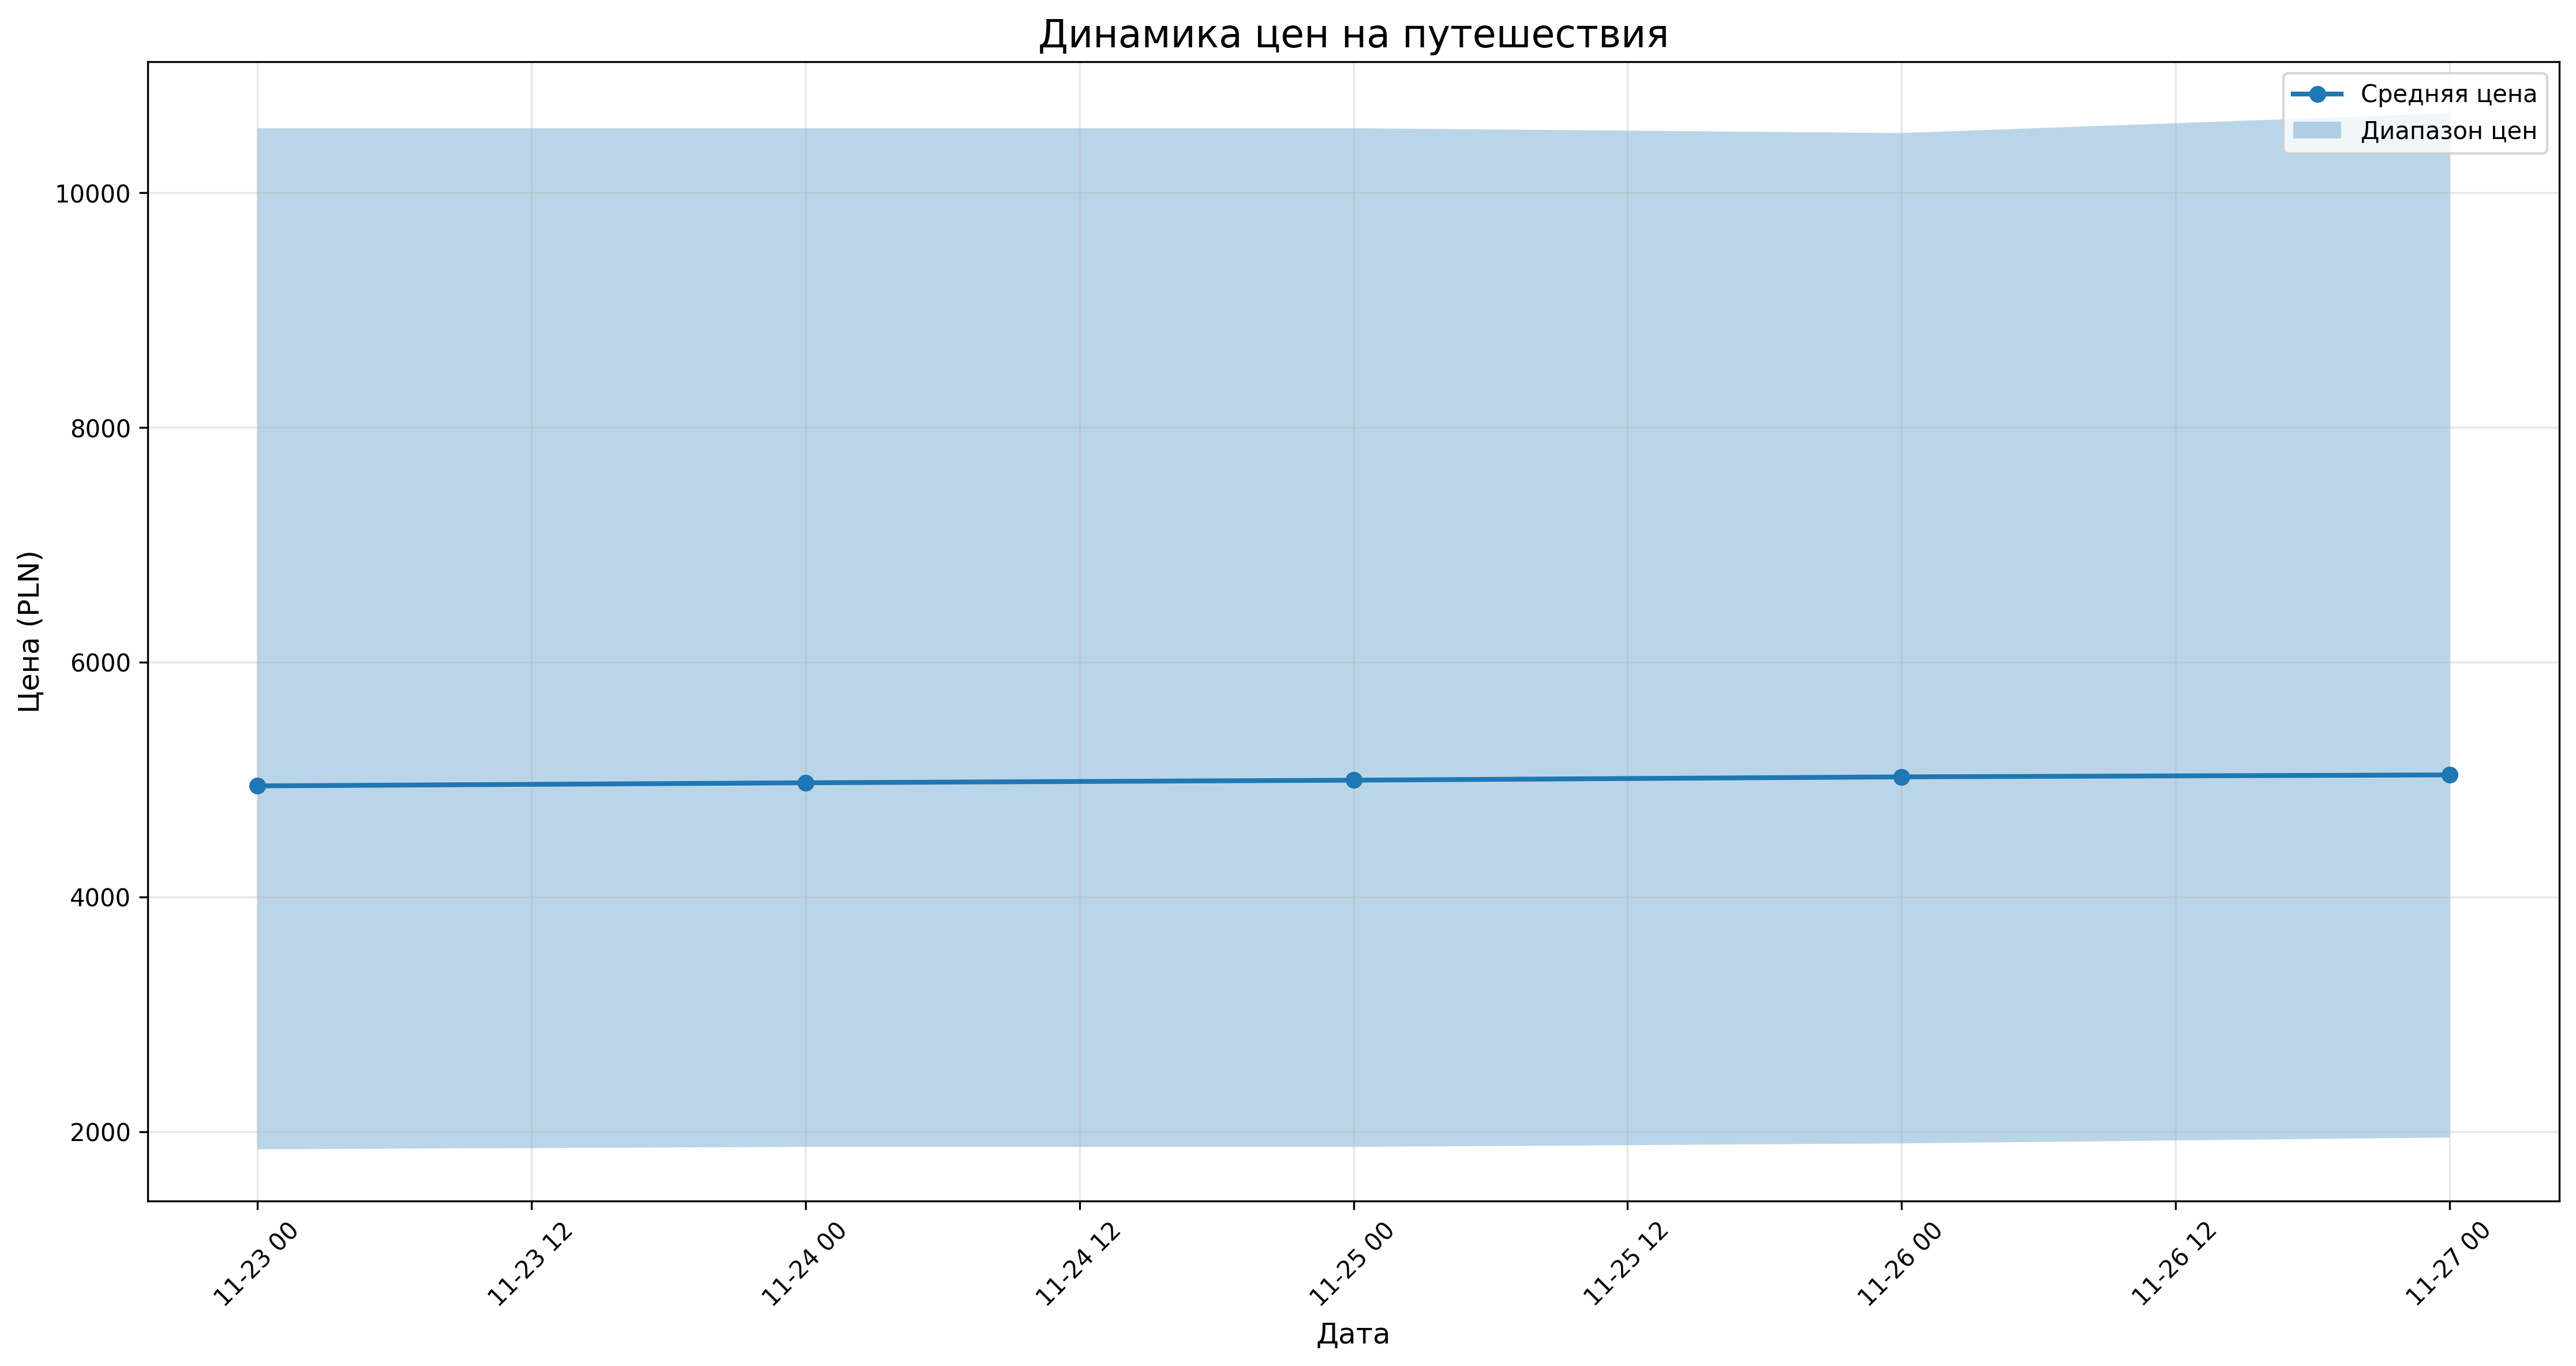 Динамика цен на путешествия
Средняя цена
Диапазон цен
Цена (PLN)
10000
8000
6000
4000
2000
11-23 00
11-23 12
11-24 00
11-24 12
11-25 00
11-25 12
11-26 00
11-26 12
11-27 00
Дата